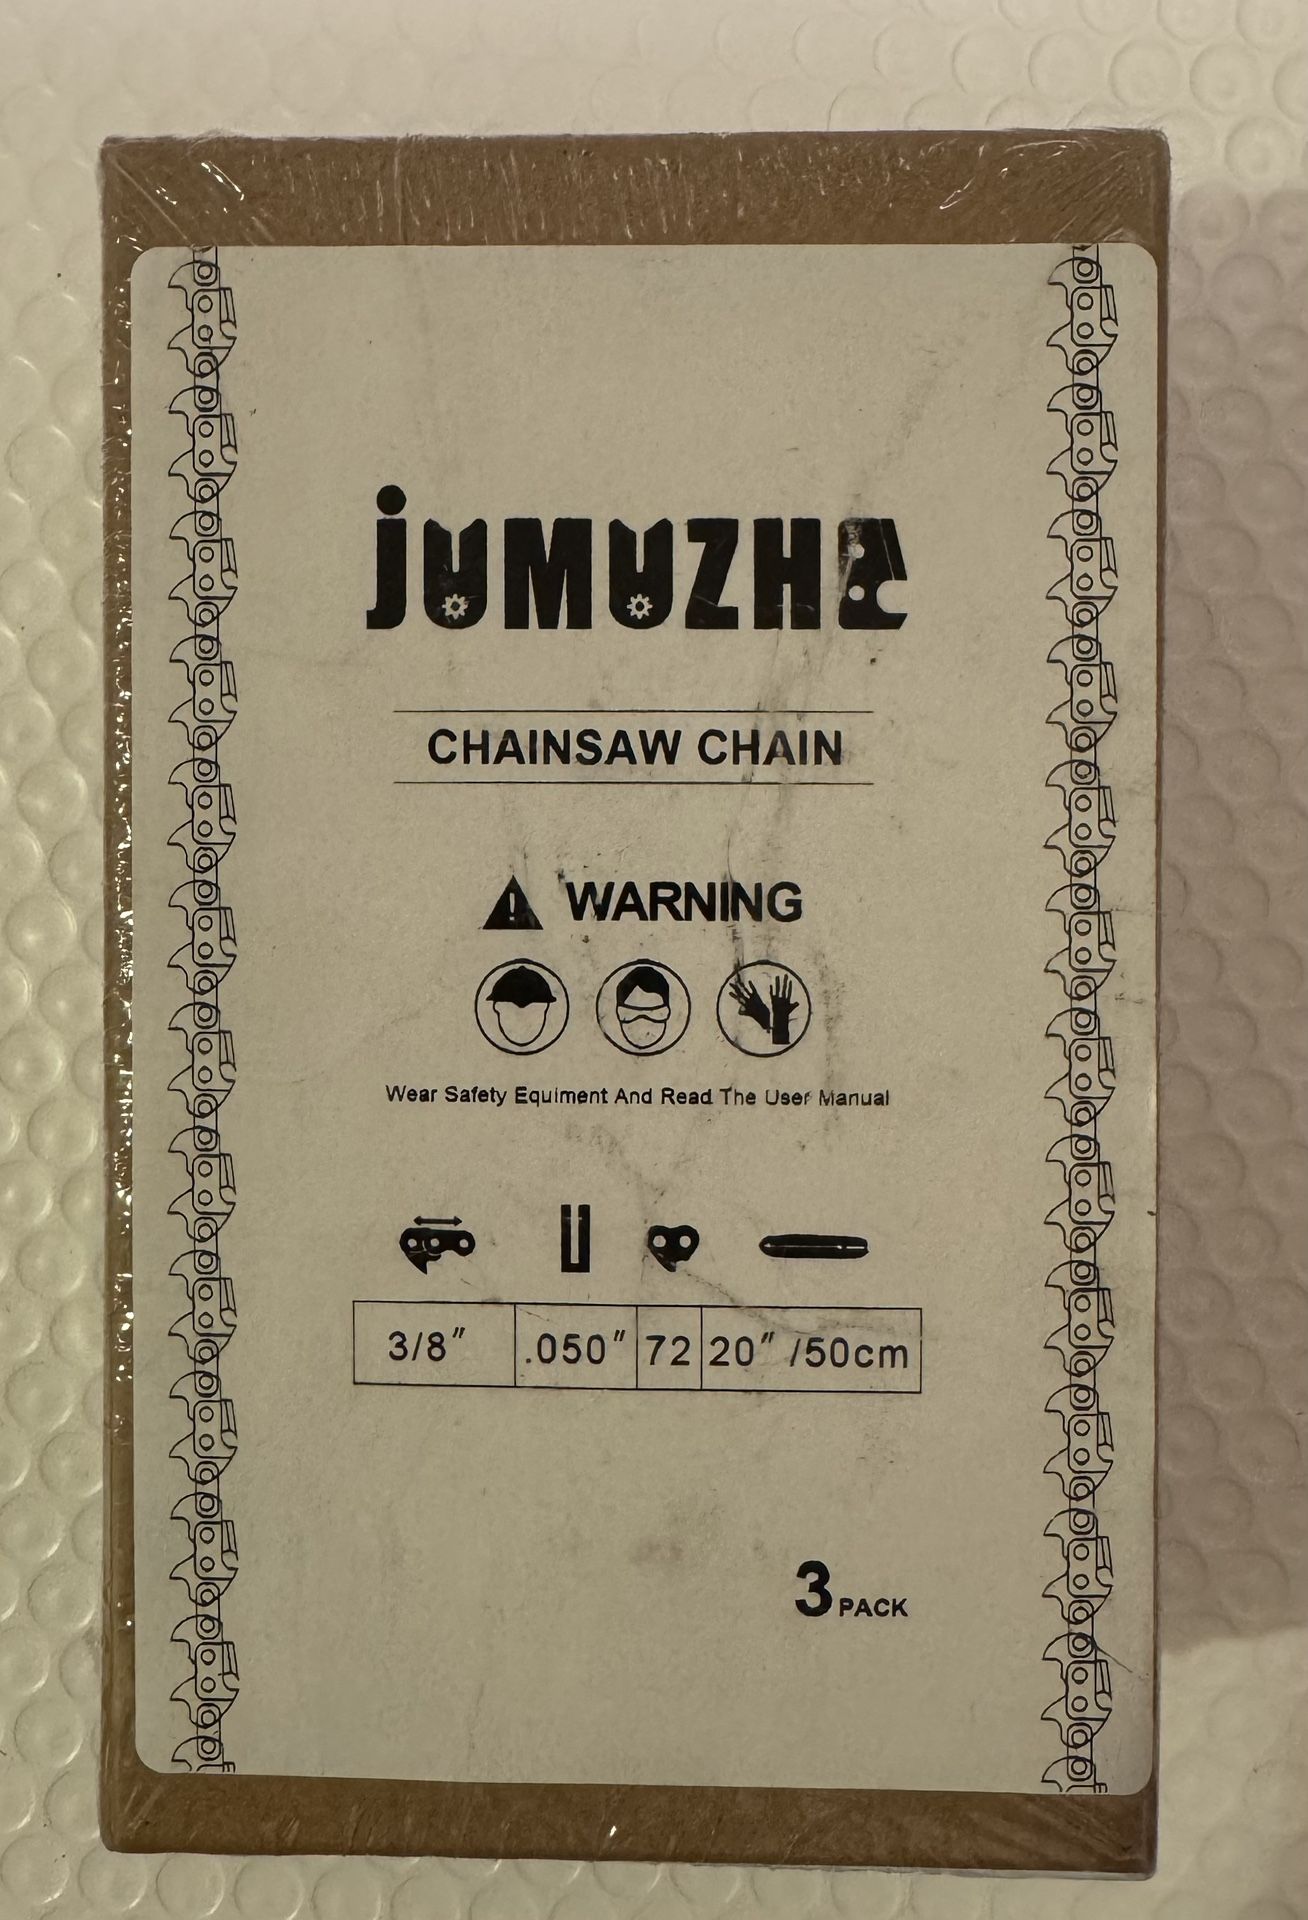 JUMUZHA
CHAINSAW CHAIN
WARNING
Wear Safety Equiment And Read The User Manual
3/8" .050" 72 20" /50cm
3 PACK